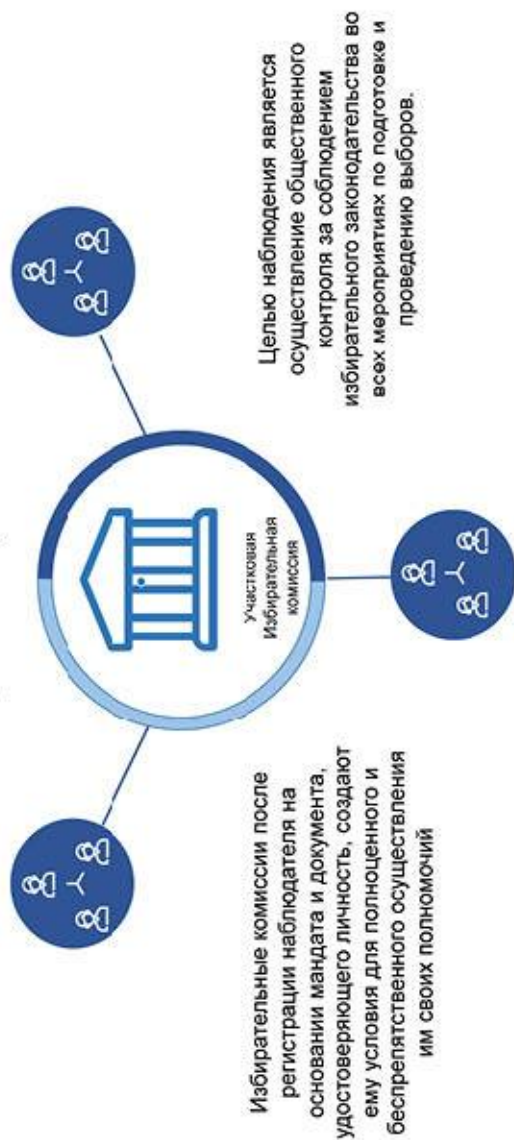 Избирательные комиссии после
регистрации наблюдателя на
основании мандата и документа,
удостоверяющего личность, создают
ему условия для полноценного и
беспрепятственного осуществления
им своих полномочий
Участковая
Избирательная
комиссия
Целью наблюдения является
осуществление общественного
контроля за соблюдением
избирательного законодательства во
всех мероприятиях по подготовке и
проведению выборов.